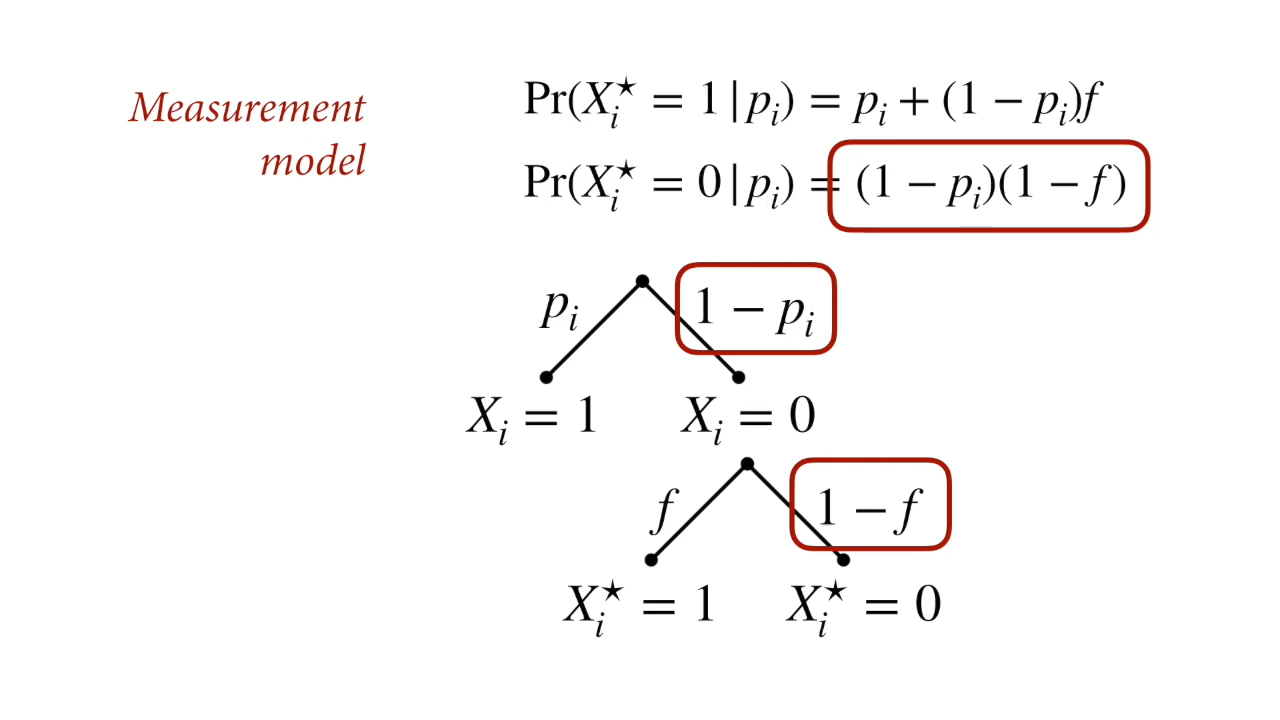 Measurement
model
Pr(X_i^⋆ = 1 | p_i) = p_i + (1 − p_i)f
Pr(X_i^⋆ = 0 | p_i) = (1 − p_i)(1 − f)
p_i 1 − p_i
X_i = 1 X_i = 0
f 1 − f
X_i^⋆ = 1 X_i^⋆ = 0